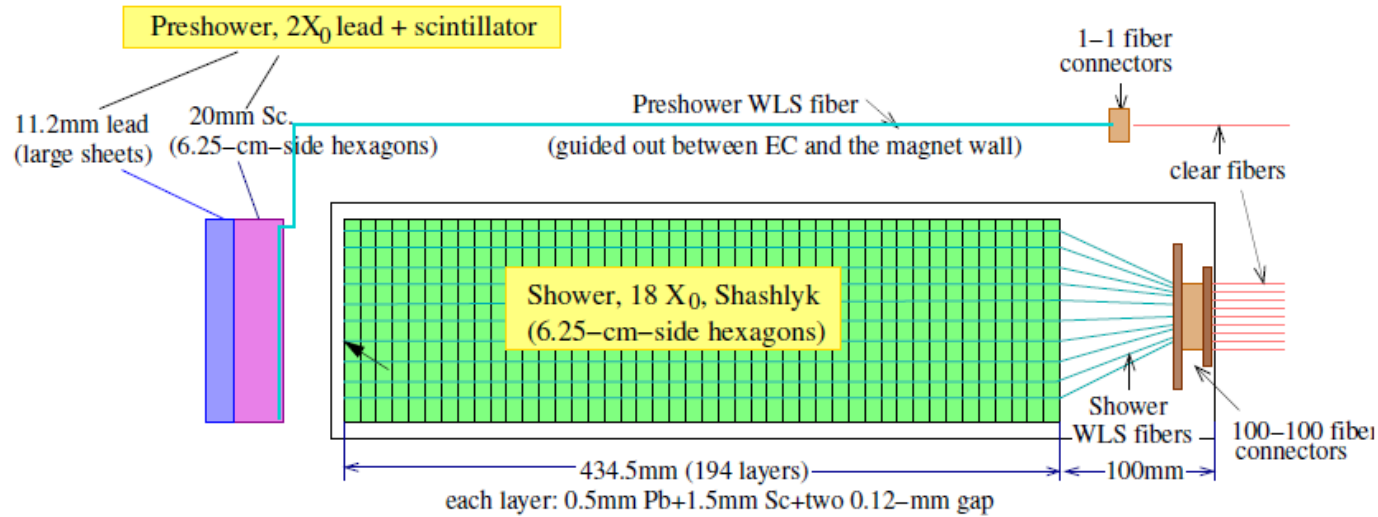 Preshower, 2X0 lead + scintillator
1–1 fiber
connectors
11.2mm lead
(large sheets)
20mm Sc.
(6.25–cm–side hexagons)
Preshower WLS fiber
(guided out between EC and the magnet wall)
clear fibers
Shower, 18 X0, Shashlyk
(6.25–cm–side hexagons)
Shower
WLS fibers
100–100 fiber
connectors
434.5mm (194 layers)
100mm
each layer: 0.5mm Pb+1.5mm Sc+two 0.12–mm gap